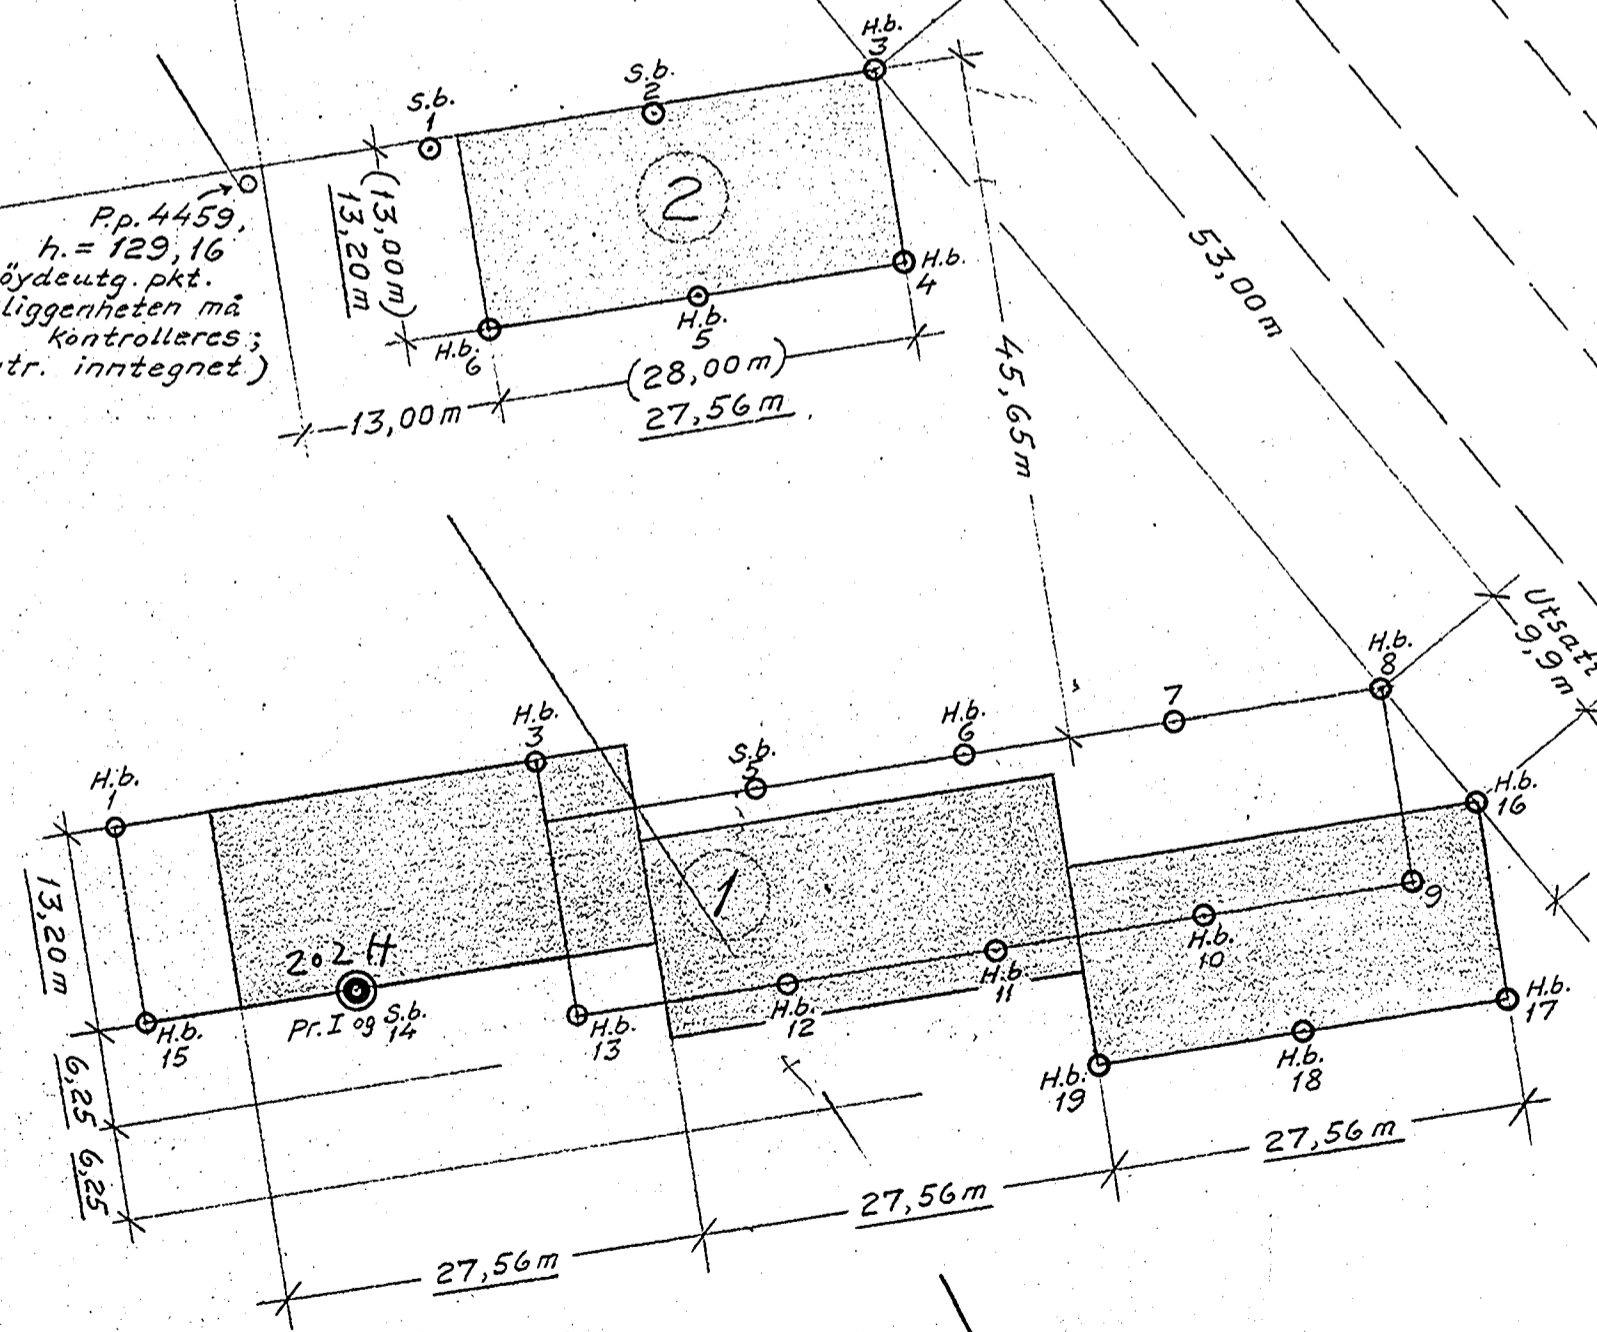 H.b.
3
S.b.
2
S.b.
1
2
P.p. 4459,
h. = 129,16
öydeutg. pkt.
liggenheten må
kontrolleres;
tr. inntegnet)
(13,00m)
13,20m
H.b.
4
H.b.
5
H.b.
6
(28,00m)
27,56m
13,00m
45,65m
53,00m
Utsatt
9,9m
H.b.
8
7
H.b.
6
S.b.
5
H.b.
3
H.b.
1
H.b.
16
1
9
H.b.
10
H.b.
11
H.b.
12
H.b.
13
2.2 H
Pr. I og S.b.
14
H.b.
15
H.b.
17
H.b.
18
H.b.
19
13,20m
6,25
6,25
27,56m
27,56m
27,56m